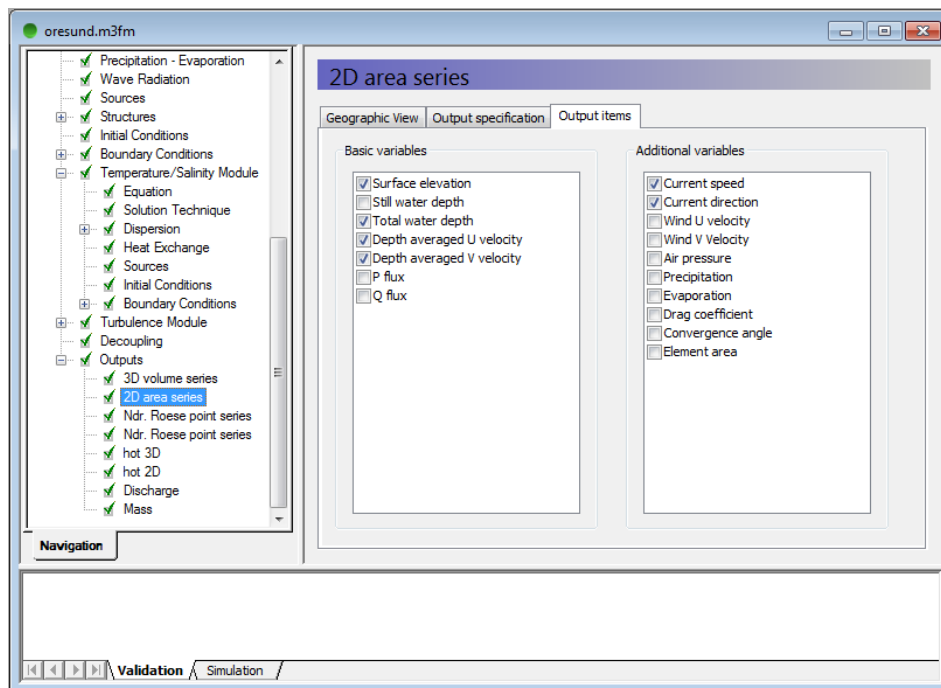 oresund.m3fm
Precipitation - Evaporation
Wave Radiation
Sources
Structures
Initial Conditions
Boundary Conditions
Temperature/Salinity Module
Equation
Solution Technique
Dispersion
Heat Exchange
Sources
Initial Conditions
Boundary Conditions
Turbulence Module
Decoupling
Outputs
3D volume series
2D area series
Ndr. Roese point series
Ndr. Roese point series
hot 3D
hot 2D
Discharge
Mass
Navigation
2D area series
Geographic View
Output specification
Output items
Basic variables
Surface elevation
Still water depth
Total water depth
Depth averaged U velocity
Depth averaged V velocity
P flux
Q flux
Additional variables
Current speed
Current direction
Wind U velocity
Wind V Velocity
Air pressure
Precipitation
Evaporation
Drag coefficient
Convergence angle
Element area
Validation
Simulation